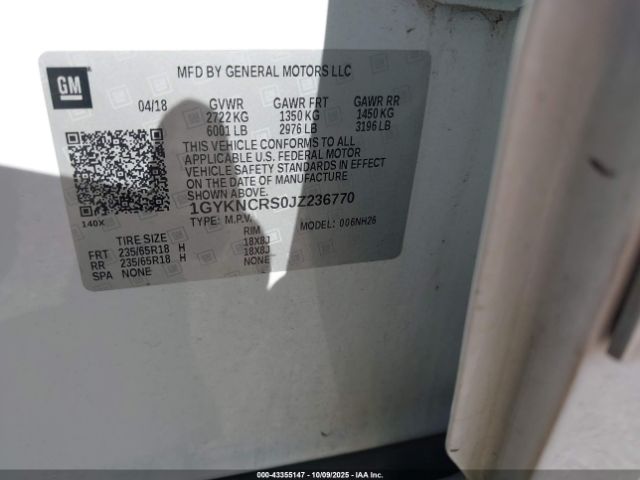 GM
MFD BY GENERAL MOTORS LLC
04/18 GVWR GAWR FRT GAWR RR
2722 KG 1350 KG 1450 KG
6001 LB 2976 LB 3196 LB
THIS VEHICLE CONFORMS TO ALL
APPLICABLE U.S. FEDERAL MOTOR
VEHICLE SAFETY STANDARDS IN EFFECT
ON THE DATE OF MANUFACTURE
SHOWN ABOVE.
1GYKNCRS0JZ236770
140X TYPE: M.P.V. MODEL: 006NH26
TIRE SIZE RIM
FRT 235/65R18 H 18X8J
RR 235/65R18 H 18X8J
SPA NONE NONE
000-43355147 - 10/09/2025 - IAA Inc.